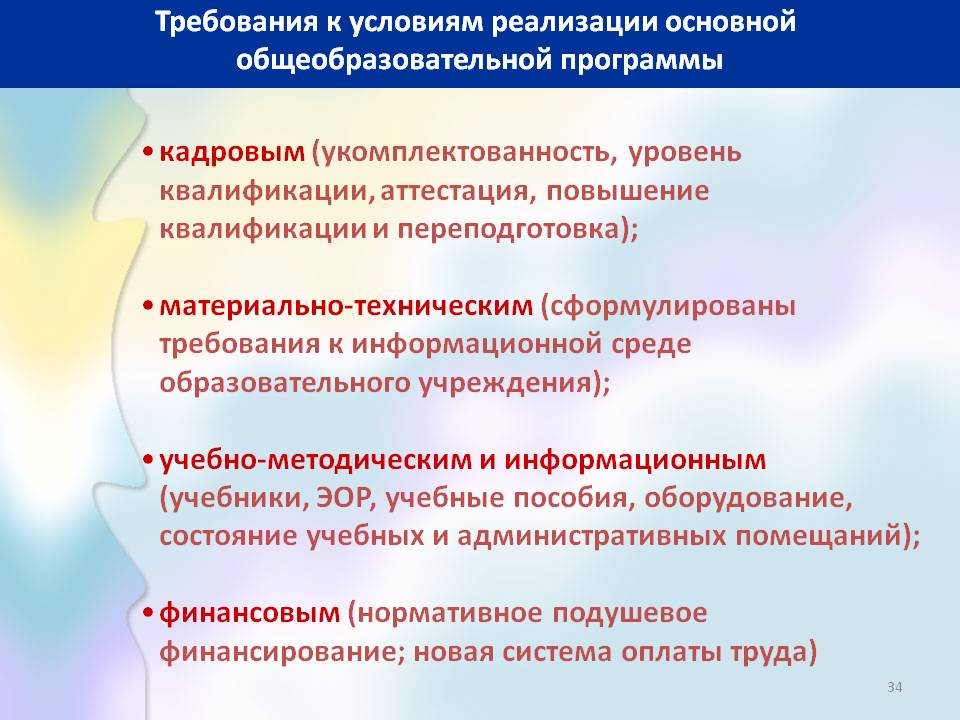 Требования к условиям реализации основной
общеобразовательной программы
•кадровым (укомплектованность, уровень
квалификации, аттестация, повышение
квалификации и переподготовка);
•материально-техническим (сформулированы
требования к информационной среде
образовательного учреждения);
•учебно-методическим и информационным
(учебники, ЭОР, учебные пособия, оборудование,
состояние учебных и административных помещаний);
•финансовым (нормативное подушевое
финансирование; новая система оплаты труда)
34